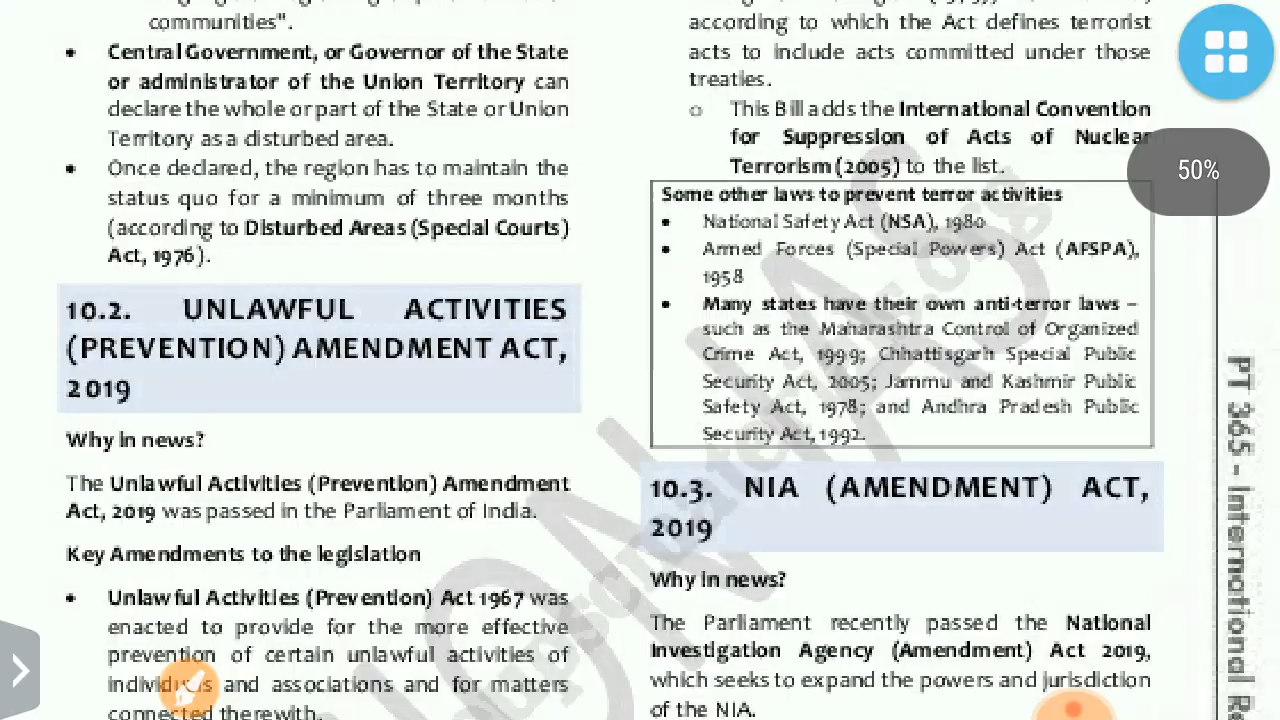 communities".
• Central Government, or Governor of the State
or administrator of the Union Territory can
declare the whole or part of the State or Union
Territory as a disturbed area.
• Once declared, the region has to maintain the
status quo for a minimum of three months
(according to Disturbed Areas (Special Courts)
Act, 1976).
10.2. UNLAWFUL ACTIVITIES
(PREVENTION) AMENDMENT ACT,
2019
Why in news?
The Unlawful Activities (Prevention) Amendment
Act, 2019 was passed in the Parliament of India.
Key Amendments to the legislation
• Unlawful Activities (Prevention) Act 1967 was
enacted to provide for the more effective
prevention of certain unlawful activities of
individuals and associations and for matters
connected therewith.
according to which the Act defines terrorist
acts to include acts committed under those
treaties.
o This Bill adds the International Convention
for Suppression of Acts of Nuclear
Terrorism (2005) to the list.
Some other laws to prevent terror activities
• National Safety Act (NSA), 1980
• Armed Forces (Special Powers) Act (AFSPA),
1958
• Many states have their own anti-terror laws –
such as the Maharashtra Control of Organized
Crime Act, 1999; Chhattisgarh Special Public
Security Act, 2005; Jammu and Kashmir Public
Safety Act, 1978; and Andhra Pradesh Public
Security Act, 1992.
10.3. NIA (AMENDMENT) ACT,
2019
Why in news?
The Parliament recently passed the National
Investigation Agency (Amendment) Act 2019,
which seeks to expand the powers and jurisdiction
of the NIA.
50%
PT 365 - International